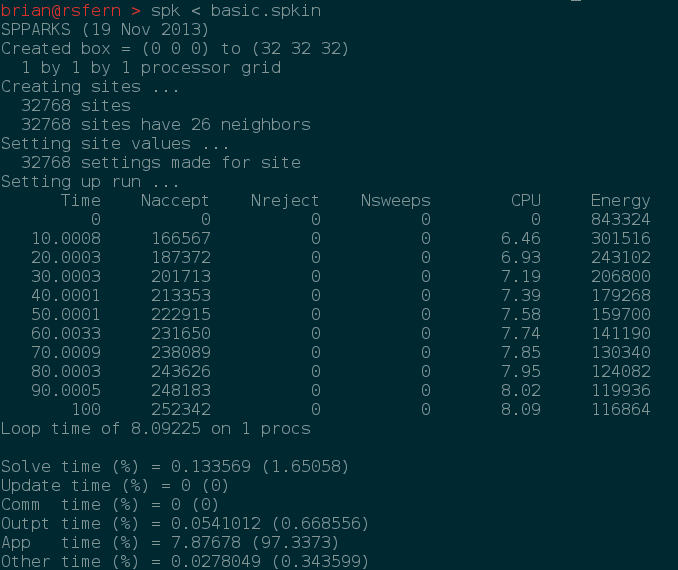 brian@rsfern > spk < basic.spkin
SPPARKS (19 Nov 2013)
Created box = (0 0 0) to (32 32 32)
  1 by 1 by 1 processor grid
Creating sites ...
  32768 sites
  32768 sites have 26 neighbors
Setting site values ...
  32768 settings made for site
Setting up run ...
      Time    Naccept    Nreject    Nsweeps        CPU     Energy
         0          0          0          0          0     843324
   10.0008     166567          0          0       6.46     301516
   20.0003     187372          0          0       6.93     243102
   30.0003     201713          0          0       7.19     206800
   40.0001     213353          0          0       7.39     179268
   50.0001     222915          0          0       7.58     159700
   60.0033     231650          0          0       7.74     141190
   70.0009     238089          0          0       7.85     130340
   80.0003     243626          0          0       7.95     124082
   90.0005     248183          0          0       8.02     119936
       100     252342          0          0       8.09     116864
Loop time of 8.09225 on 1 procs

Solve time (%) = 0.133569 (1.65058)
Update time (%) = 0 (0)
Comm  time (%) = 0 (0)
Outpt time (%) = 0.0541012 (0.668556)
App   time (%) = 7.87678 (97.3373)
Other time (%) = 0.0278049 (0.343599)